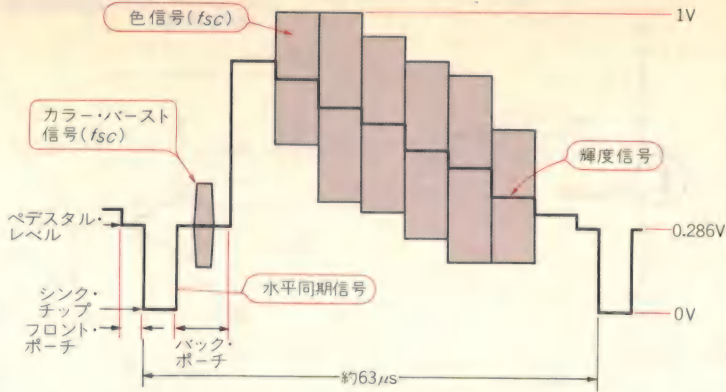 色信号(fsc)
1V
カラー・バースト
信号(fsc)
輝度信号
ペデスタル・
レベル
0.286V
シンク・
チップ
水平同期信号
0V
フロント・
ポーチ
バック・
ポーチ
約63μs